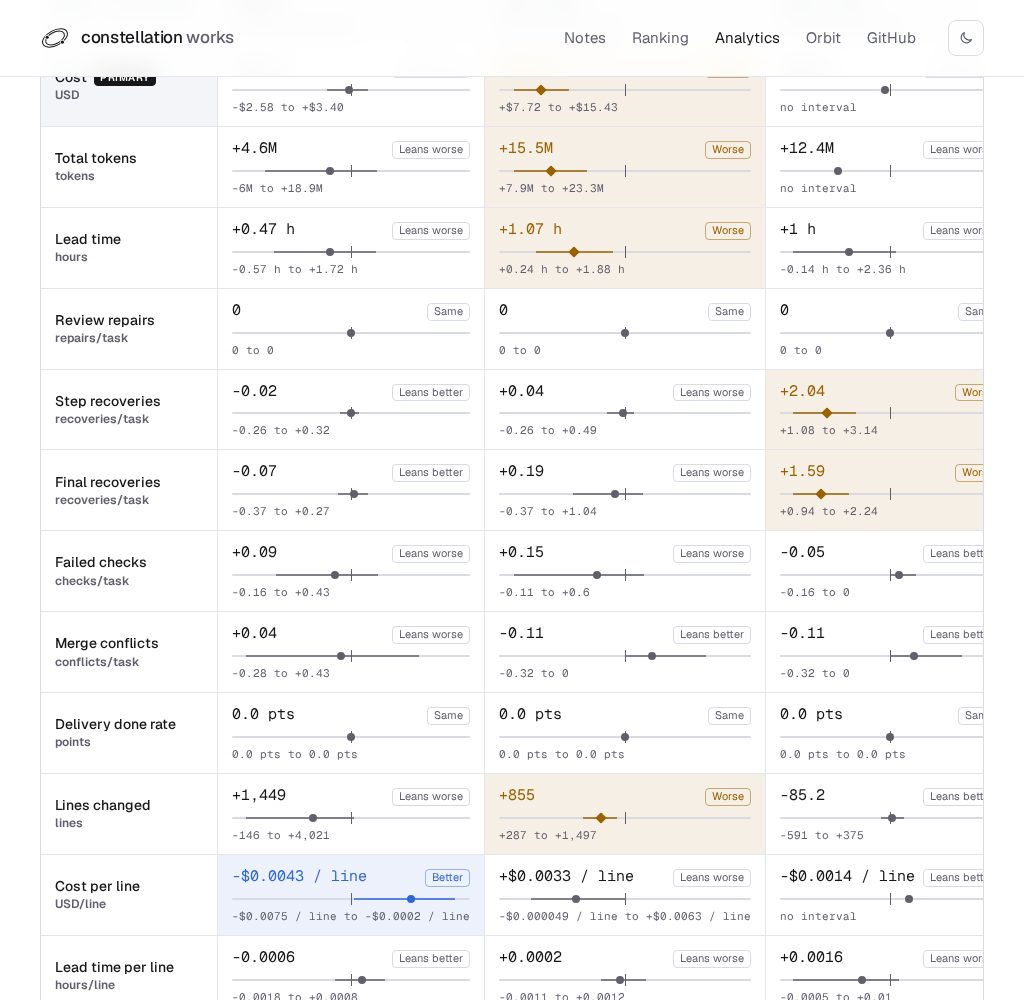 constellation works
Notes
Ranking
Analytics
Orbit
GitHub
Cost PRIMARY
USD
-$2.58 to +$3.40
+$7.72 to +$15.43
no interval
Total tokens
tokens
+4.6M
Leans worse
-6M to +18.9M
+15.5M
Worse
+7.9M to +23.3M
+12.4M
Leans wor
no interval
Lead time
hours
+0.47 h
Leans worse
-0.57 h to +1.72 h
+1.07 h
Worse
+0.24 h to +1.88 h
+1 h
Leans wor
-0.14 h to +2.36 h
Review repairs
repairs/task
0
Same
0 to 0
0
Same
0 to 0
0
Sam
0 to 0
Step recoveries
recoveries/task
-0.02
Leans better
-0.26 to +0.32
+0.04
Leans worse
-0.26 to +0.49
+2.04
Wors
+1.08 to +3.14
Final recoveries
recoveries/task
-0.07
Leans better
-0.37 to +0.27
+0.19
Leans worse
-0.37 to +1.04
+1.59
Wors
+0.94 to +2.24
Failed checks
checks/task
+0.09
Leans worse
-0.16 to +0.43
+0.15
Leans worse
-0.11 to +0.6
-0.05
Leans bett
-0.16 to 0
Merge conflicts
conflicts/task
+0.04
Leans worse
-0.28 to +0.43
-0.11
Leans better
-0.32 to 0
-0.11
Leans bett
-0.32 to 0
Delivery done rate
points
0.0 pts
Same
0.0 pts to 0.0 pts
0.0 pts
Same
0.0 pts to 0.0 pts
0.0 pts
Sam
0.0 pts to 0.0 pts
Lines changed
lines
+1,449
Leans worse
-146 to +4,021
+855
Worse
+287 to +1,497
-85.2
Leans bett
-591 to +375
Cost per line
USD/line
-$0.0043 / line
Better
-$0.0075 / line to -$0.0002 / line
+$0.0033 / line
Leans worse
-$0.000049 / line to +$0.0063 / line
-$0.0014 / line
Leans bett
no interval
Lead time per line
hours/line
-0.0006
Leans better
-0.0018 to +0.0008
+0.0002
Leans worse
-0.0011 to +0.0012
+0.0016
Leans wor
-0.0005 to +0.01